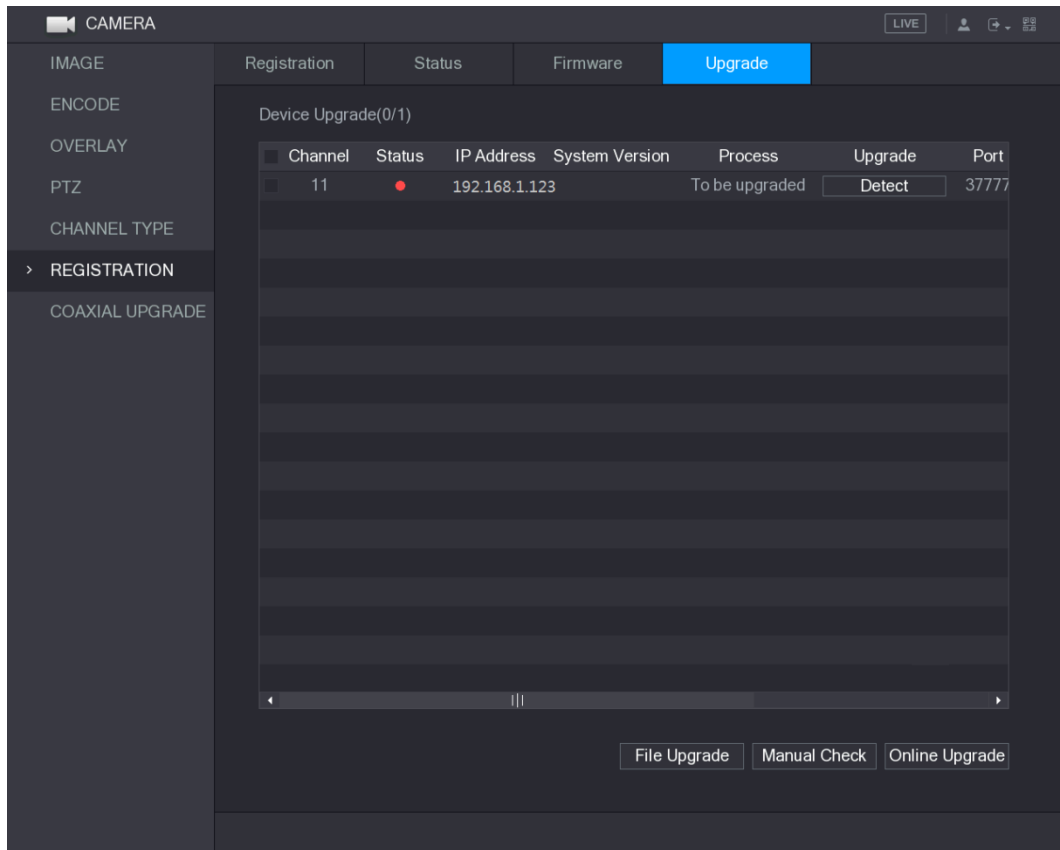 CAMERA LIVE
IMAGE
ENCODE
OVERLAY
PTZ
CHANNEL TYPE
REGISTRATION
COAXIAL UPGRADE
Registration Status Firmware Upgrade
Device Upgrade(0/1)
Channel Status IP Address System Version Process Upgrade Port
11 192.168.1.123 To be upgraded Detect 37777
File Upgrade Manual Check Online Upgrade